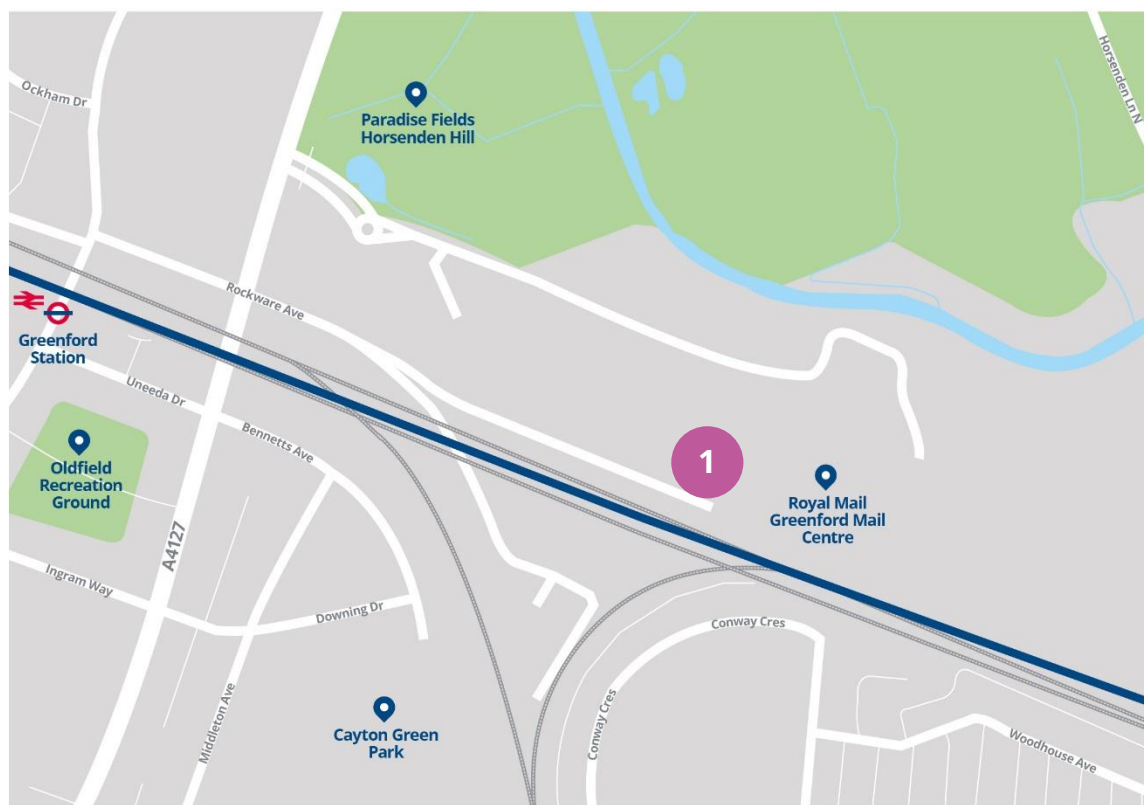 Ockham Dr
Paradise Fields
Horsenden Hill
Horsenden Ln N
Rockware Ave
Greenford
Station
Uneeda Dr
Bennetts Ave
Oldfield
Recreation
Ground
1
Royal Mail
Greenford Mail
Centre
A4127
Ingram Way
Downing Dr
Conway Cres
Middleton Ave
Cayton Green
Park
Conway Cres
Woodhouse Ave